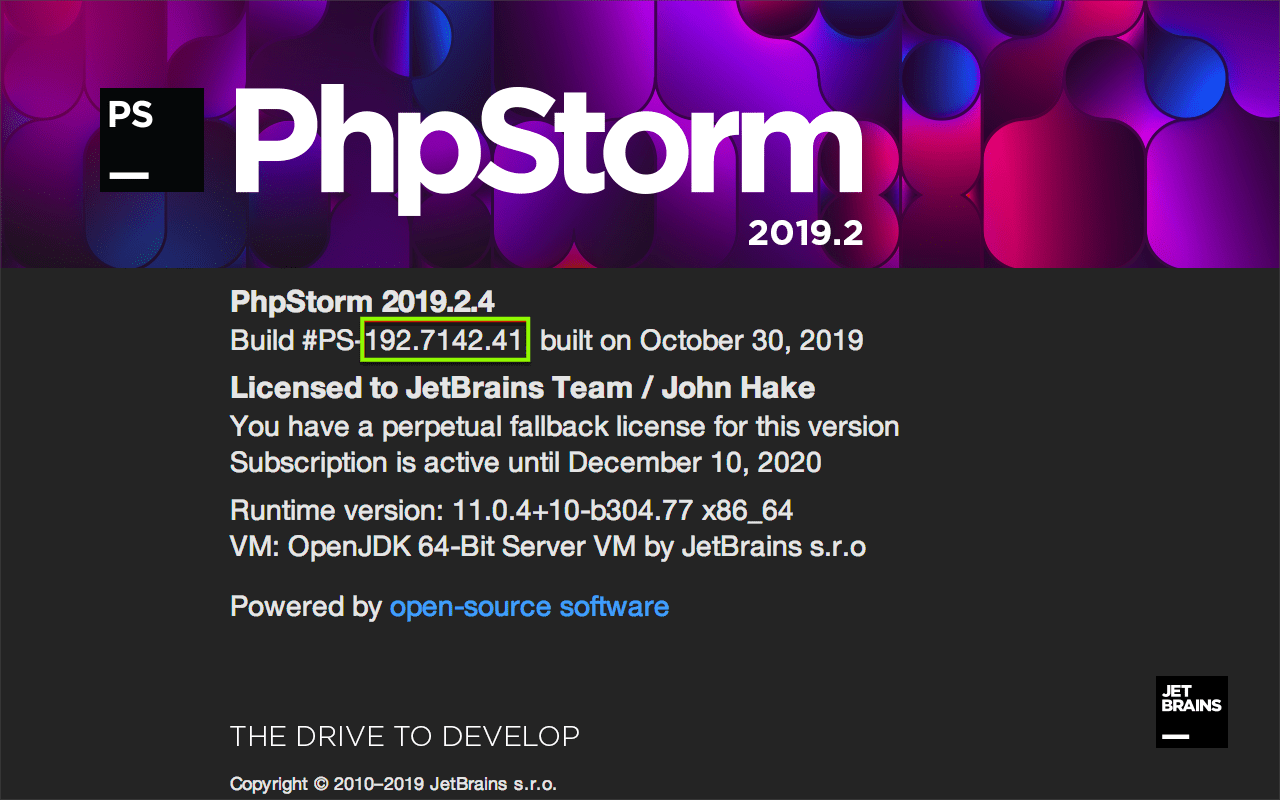 PS
PhpStorm
2019.2
PhpStorm 2019.2.4
Build #PS-192.7142.41 built on October 30, 2019
Licensed to JetBrains Team / John Hake
You have a perpetual fallback license for this version
Subscription is active until December 10, 2020
Runtime version: 11.0.4+10-b304.77 x86_64
VM: OpenJDK 64-Bit Server VM by JetBrains s.r.o
Powered by open-source software
JET
BRAINS
THE DRIVE TO DEVELOP
Copyright © 2010–2019 JetBrains s.r.o.